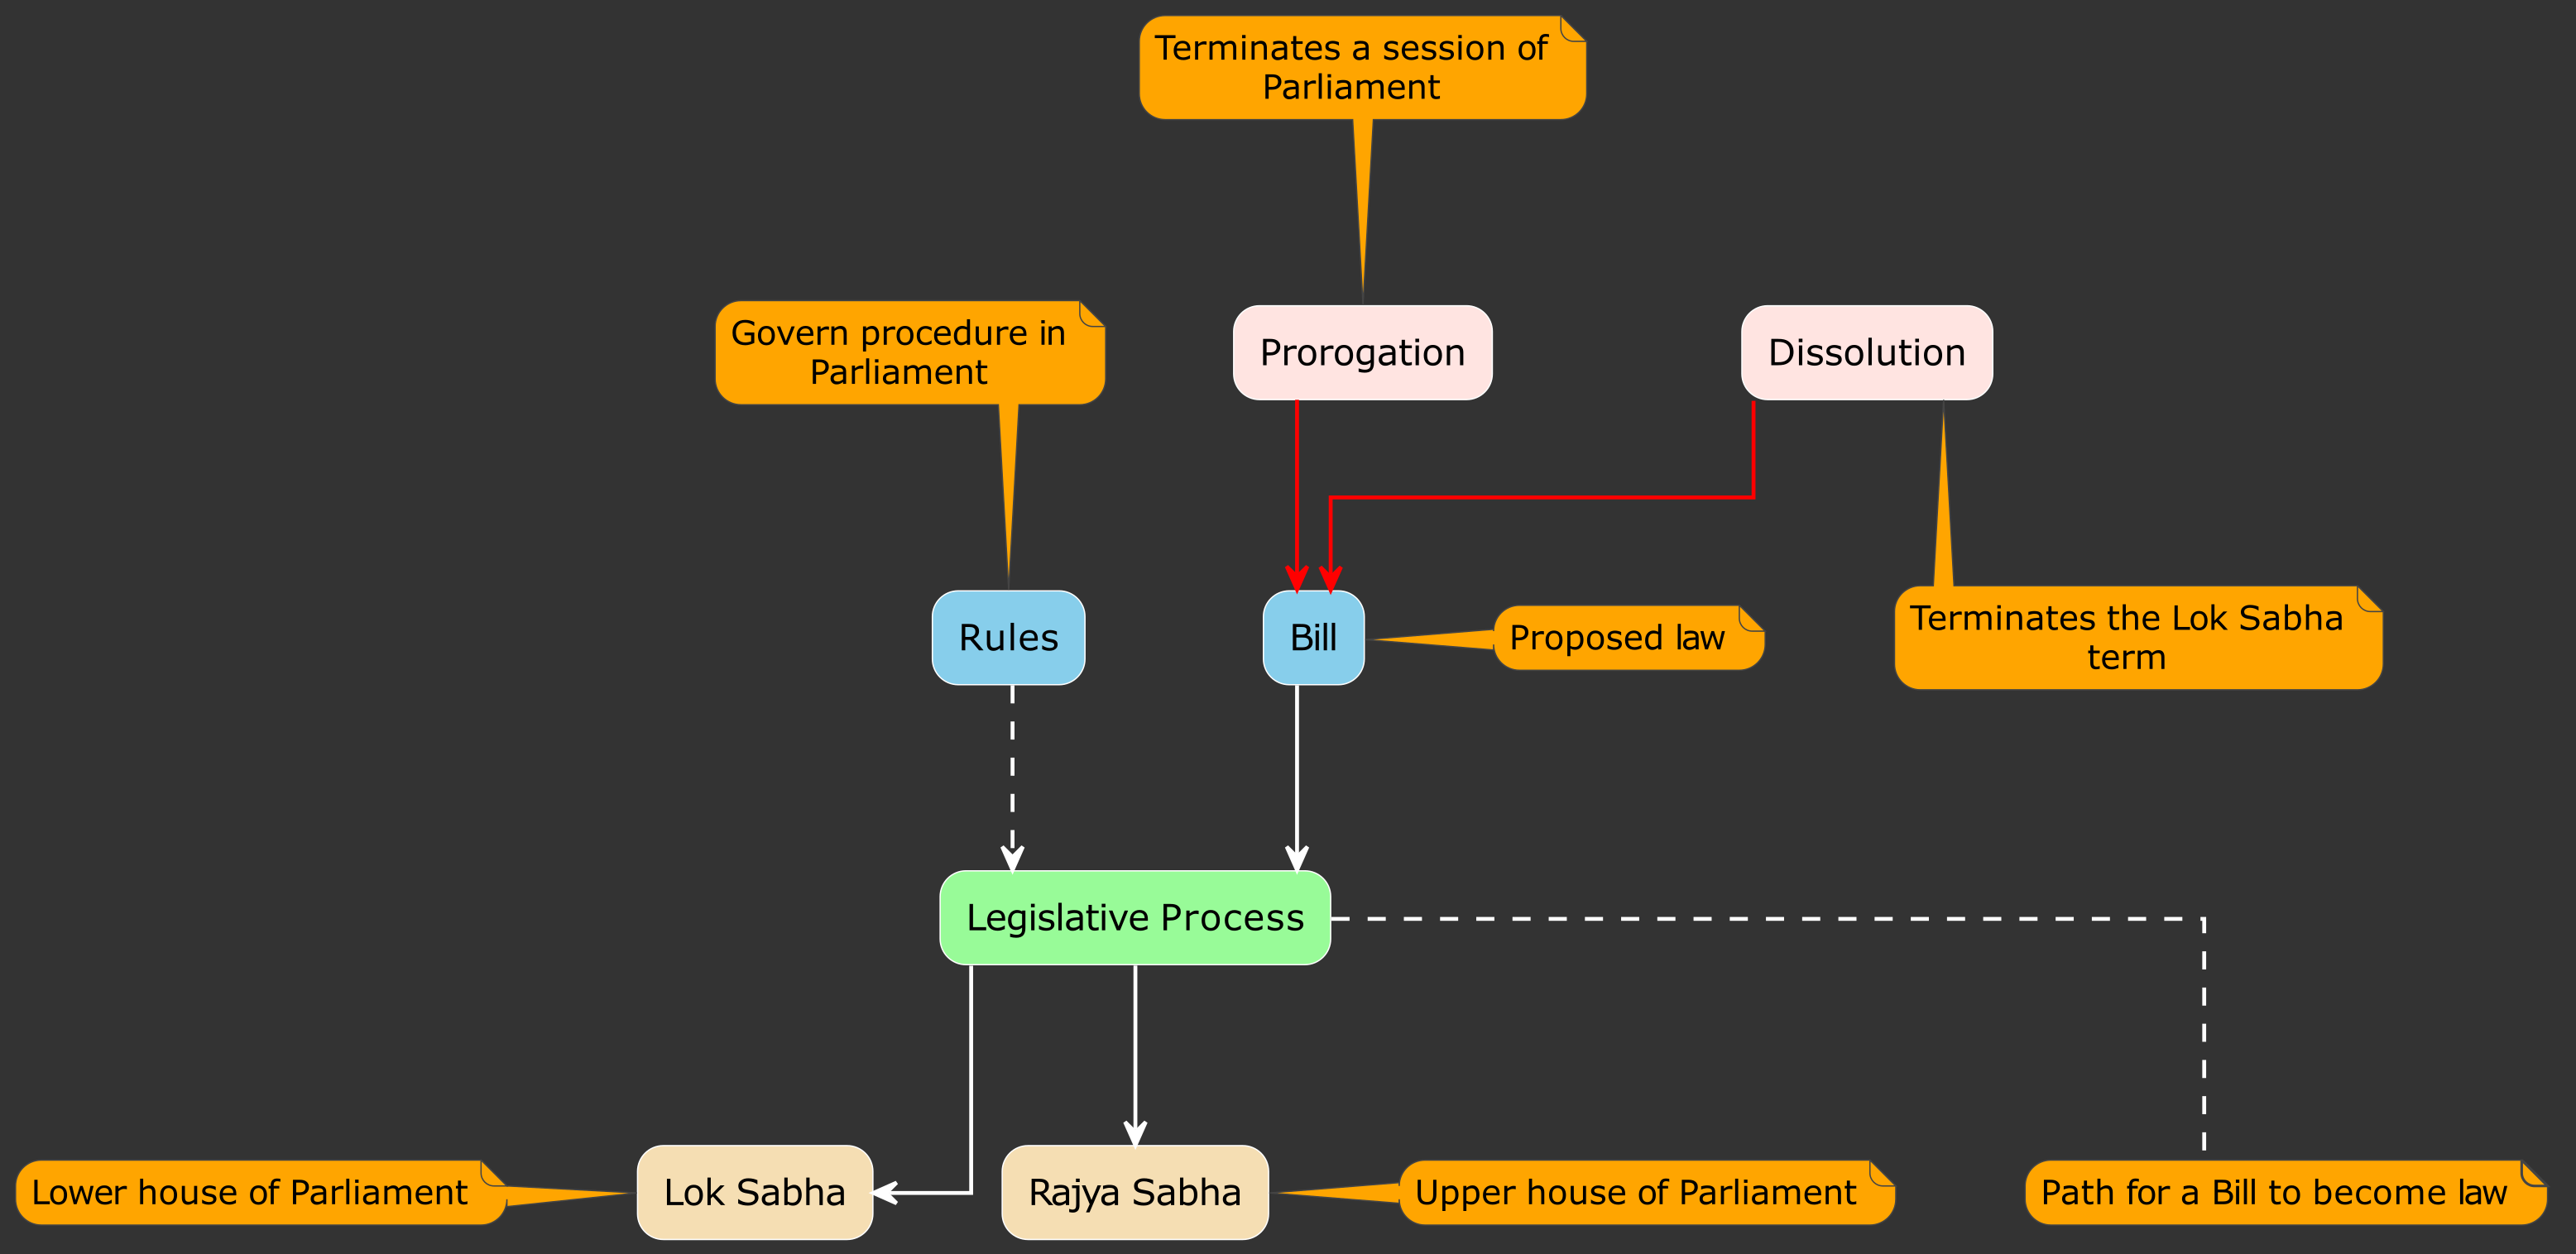 Terminates a session of
Parliament
Govern procedure in
Parliament
Prorogation
Dissolution
Rules
Bill
Proposed law
Terminates the Lok Sabha
term
Legislative Process
Lower house of Parliament
Lok Sabha
Rajya Sabha
Upper house of Parliament
Path for a Bill to become law